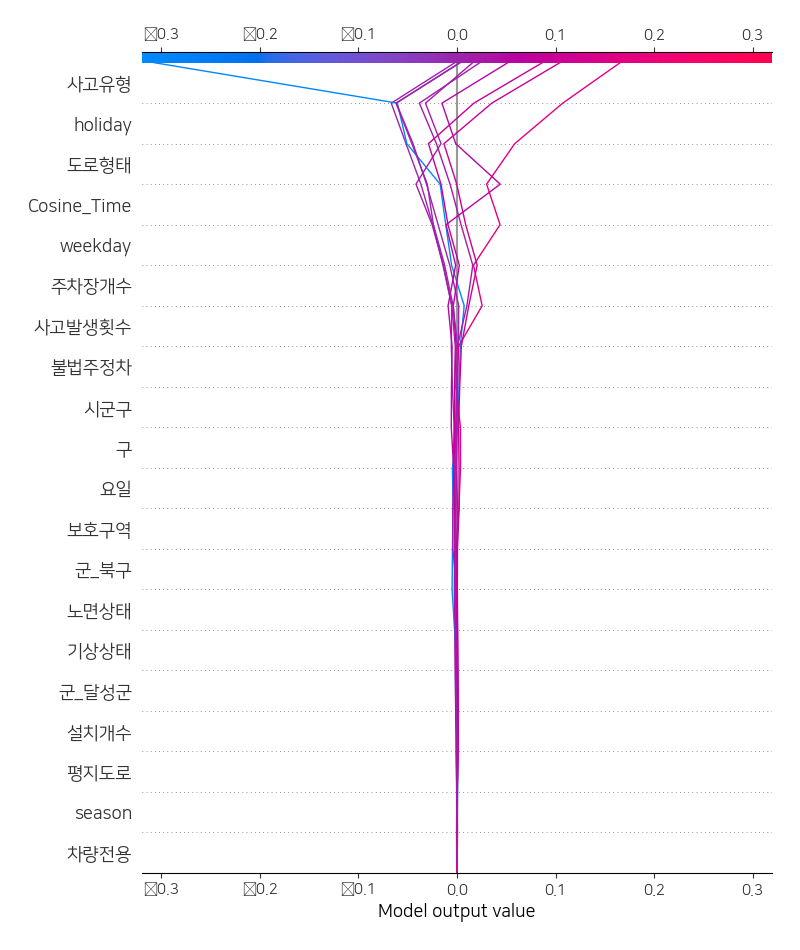 0.3 0.2 0.1 0.0 0.1 0.2 0.3
사고유형
holiday
도로형태
Cosine_Time
weekday
주차장개수
사고발생횟수
불법주정차
시군구
구
요일
보호구역
군_북구
노면상태
기상상태
군_달성군
설치개수
평지도로
season
차량전용
0.3 0.2 0.1 0.0 0.1 0.2 0.3
Model output value